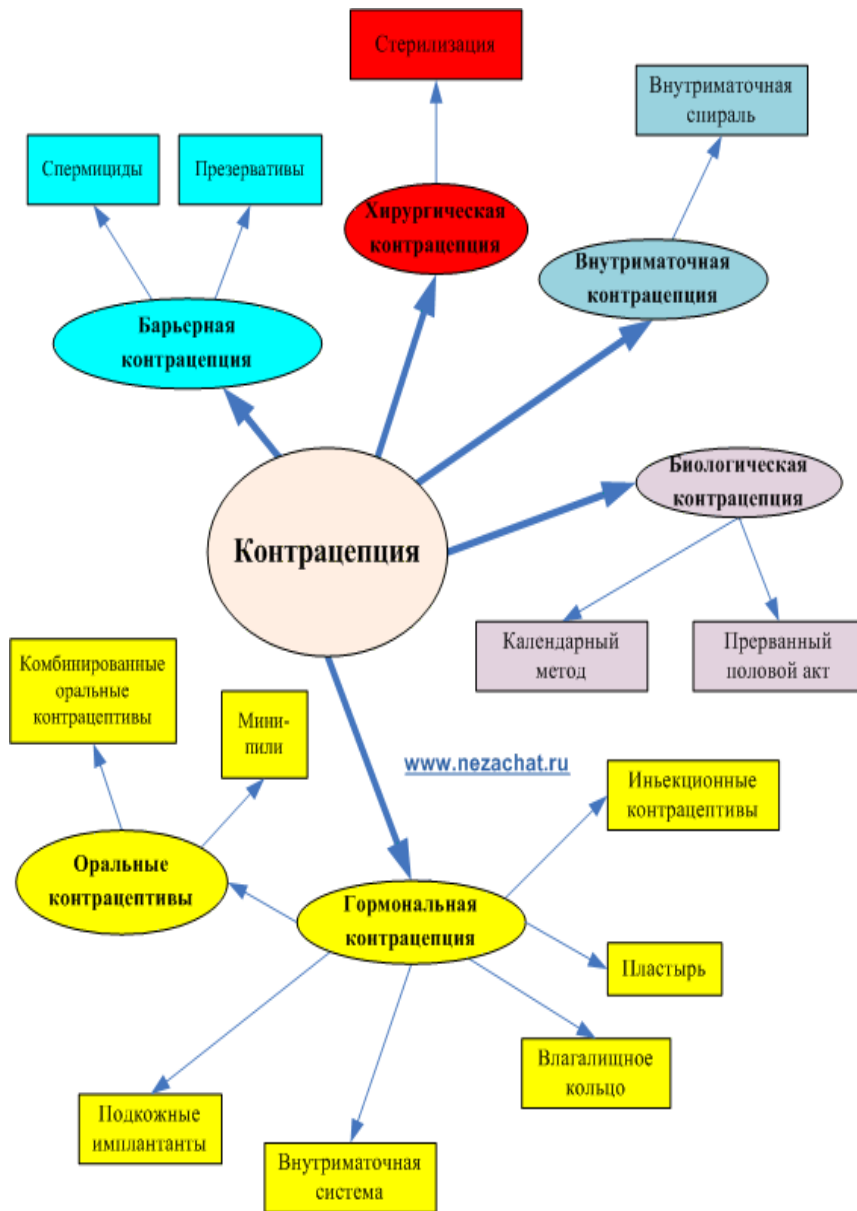 Стерилизация
Внутриматочная
спираль
Спермициды
Презервативы
Хирургическая
контрацепция
Внутриматочная
контрацепция
Барьерная
контрацепция
Биологическая
контрацепция
Контрацепция
Календарный
метод
Прерванный
половой акт
Комбинированные
оральные
контрацептивы
Мини-
пили
www.nezachat.ru
Иньекционные
контрацептивы
Оральные
контрацептивы
Гормональная
контрацепция
Пластырь
Влагалищное
кольцо
Подкожные
имплантанты
Внутриматочная
система